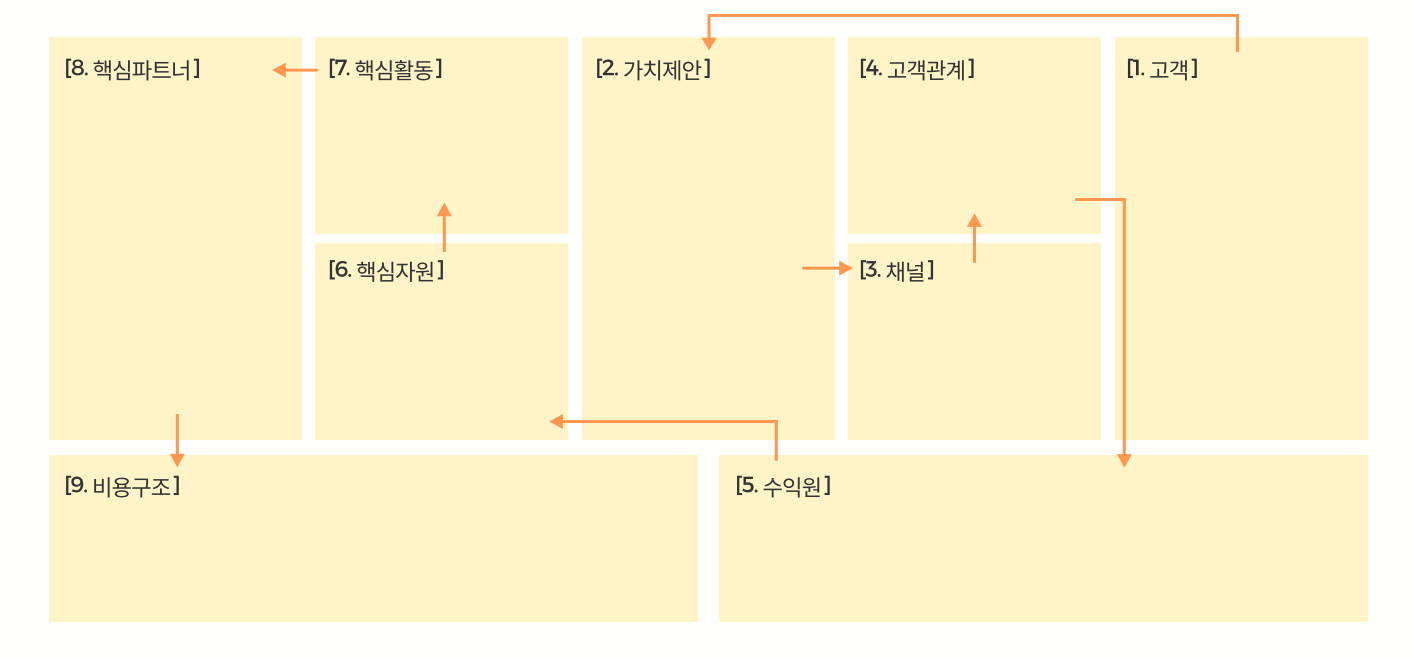 [8. 핵심파트너]
[7. 핵심활동]
[2. 가치제안]
[4. 고객관계]
[1. 고객]
[6. 핵심자원]
[3. 채널]
[9. 비용구조]
[5. 수익원]